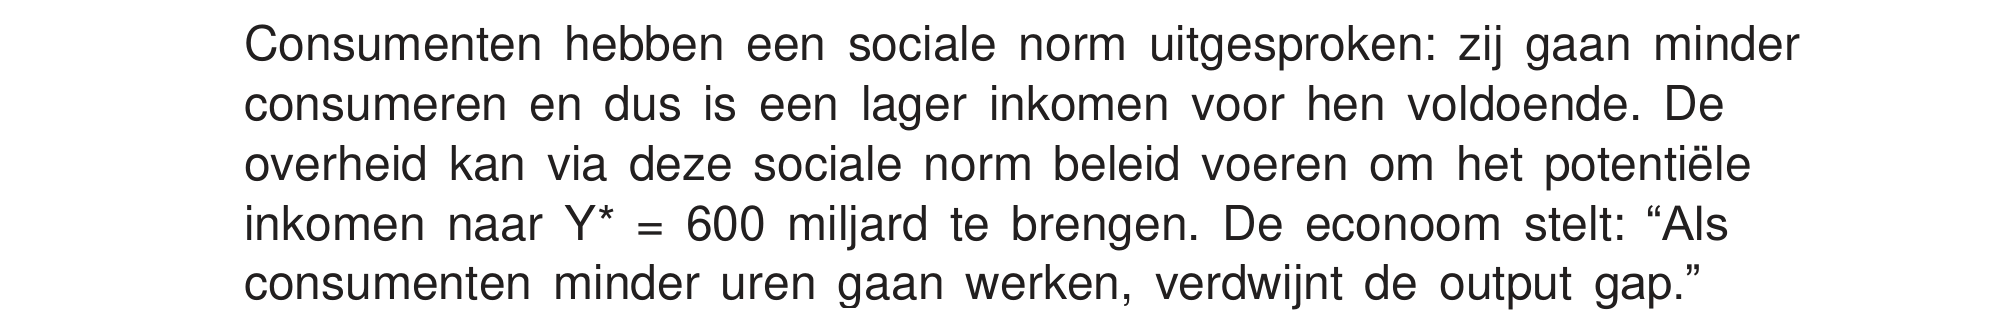 Consumenten hebben een sociale norm uitgesproken: zij gaan minder
consumeren en dus is een lager inkomen voor hen voldoende. De
overheid kan via deze sociale norm beleid voeren om het potentiële
inkomen naar Y* = 600 miljard te brengen. De econoom stelt: “Als
consumenten minder uren gaan werken, verdwijnt de output gap.”